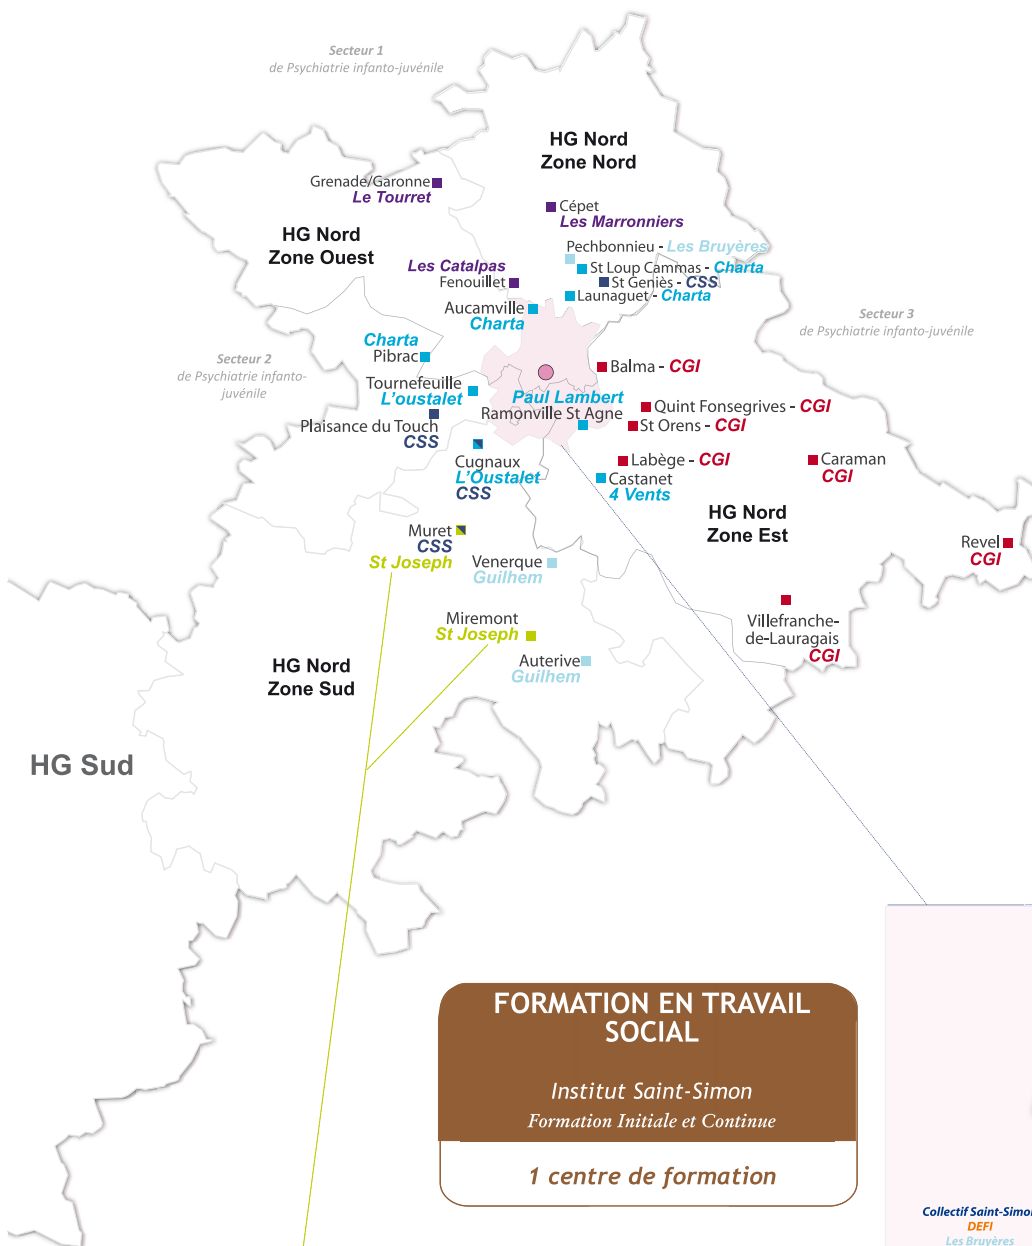 Secteur 1
de Psychiatrie infanto-juvénile
HG Nord
Zone Nord
Grenade/Garonne
Le Tourret
Cépet
Les Marronniers
HG Nord
Zone Ouest
Pechbonnieu - Les Bruyères
Les Catalpas
Fenouillet
St Loup Cammas - Charta
St Geniès - CSS
Launaguet - Charta
Aucamville
Charta
Secteur 3
de Psychiatrie infanto-juvénile
Charta
Pibrac
Secteur 2
de Psychiatrie infanto-
juvénile
Balma - CGI
Tournefeuille
L'oustalet
Paul Lambert
Ramonville St Agne
Quint Fonsegrives - CGI
St Orens - CGI
Plaisance du Touch
CSS
Cugnaux
L'Oustalet
CSS
Labège - CGI
Castanet
4 Vents
Caraman
CGI
HG Nord
Zone Est
Muret
CSS
St Joseph
Venerque
Guilhem
Revel
CGI
Villefranche-
de-Lauragais
CGI
Miremont
St Joseph
Auterive
Guilhem
HG Nord
Zone Sud
HG Sud
FORMATION EN TRAVAIL
SOCIAL
Institut Saint-Simon
Formation Initiale et Continue
1 centre de formation
Collectif Saint-Simon
DEFI
Les Bruyères